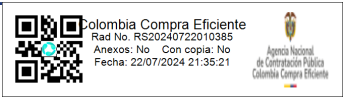 Colombia Compra Eficiente
Rad No. RS20240722010385
Anexos: No Con copia: No
Fecha: 22/07/2024 21:35:21
Agencia Nacional
de Contratación Pública
Colombia Compra Eficiente